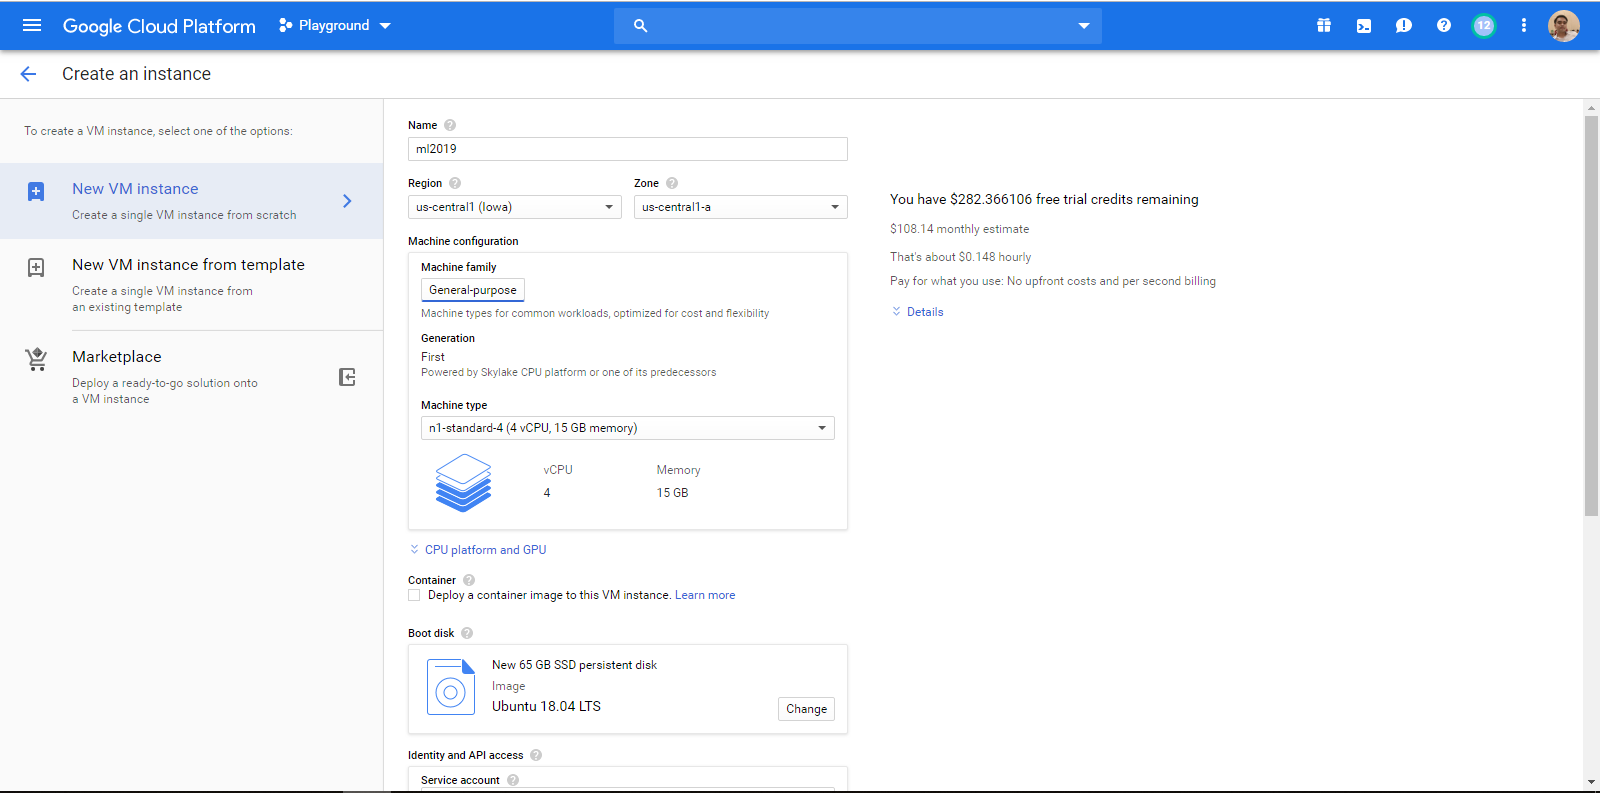 Google Cloud Platform
Playground
12
Create an instance
To create a VM instance, select one of the options:
New VM instance
Create a single VM instance from scratch
New VM instance from template
Create a single VM instance from
an existing template
Marketplace
Deploy a ready-to-go solution onto
a VM instance
Name
ml2019
Region
Zone
us-central1 (Iowa)
us-central1-a
Machine configuration
Machine family
General-purpose
Machine types for common workloads, optimized for cost and flexibility
Generation
First
Powered by Skylake CPU platform or one of its predecessors
Machine type
n1-standard-4 (4 vCPU, 15 GB memory)
vCPU
Memory
4
15 GB
CPU platform and GPU
Container
Deploy a container image to this VM instance. Learn more
Boot disk
New 65 GB SSD persistent disk
Image
Ubuntu 18.04 LTS
Change
Identity and API access
Service account
You have $282.366106 free trial credits remaining
$108.14 monthly estimate
That's about $0.148 hourly
Pay for what you use: No upfront costs and per second billing
Details